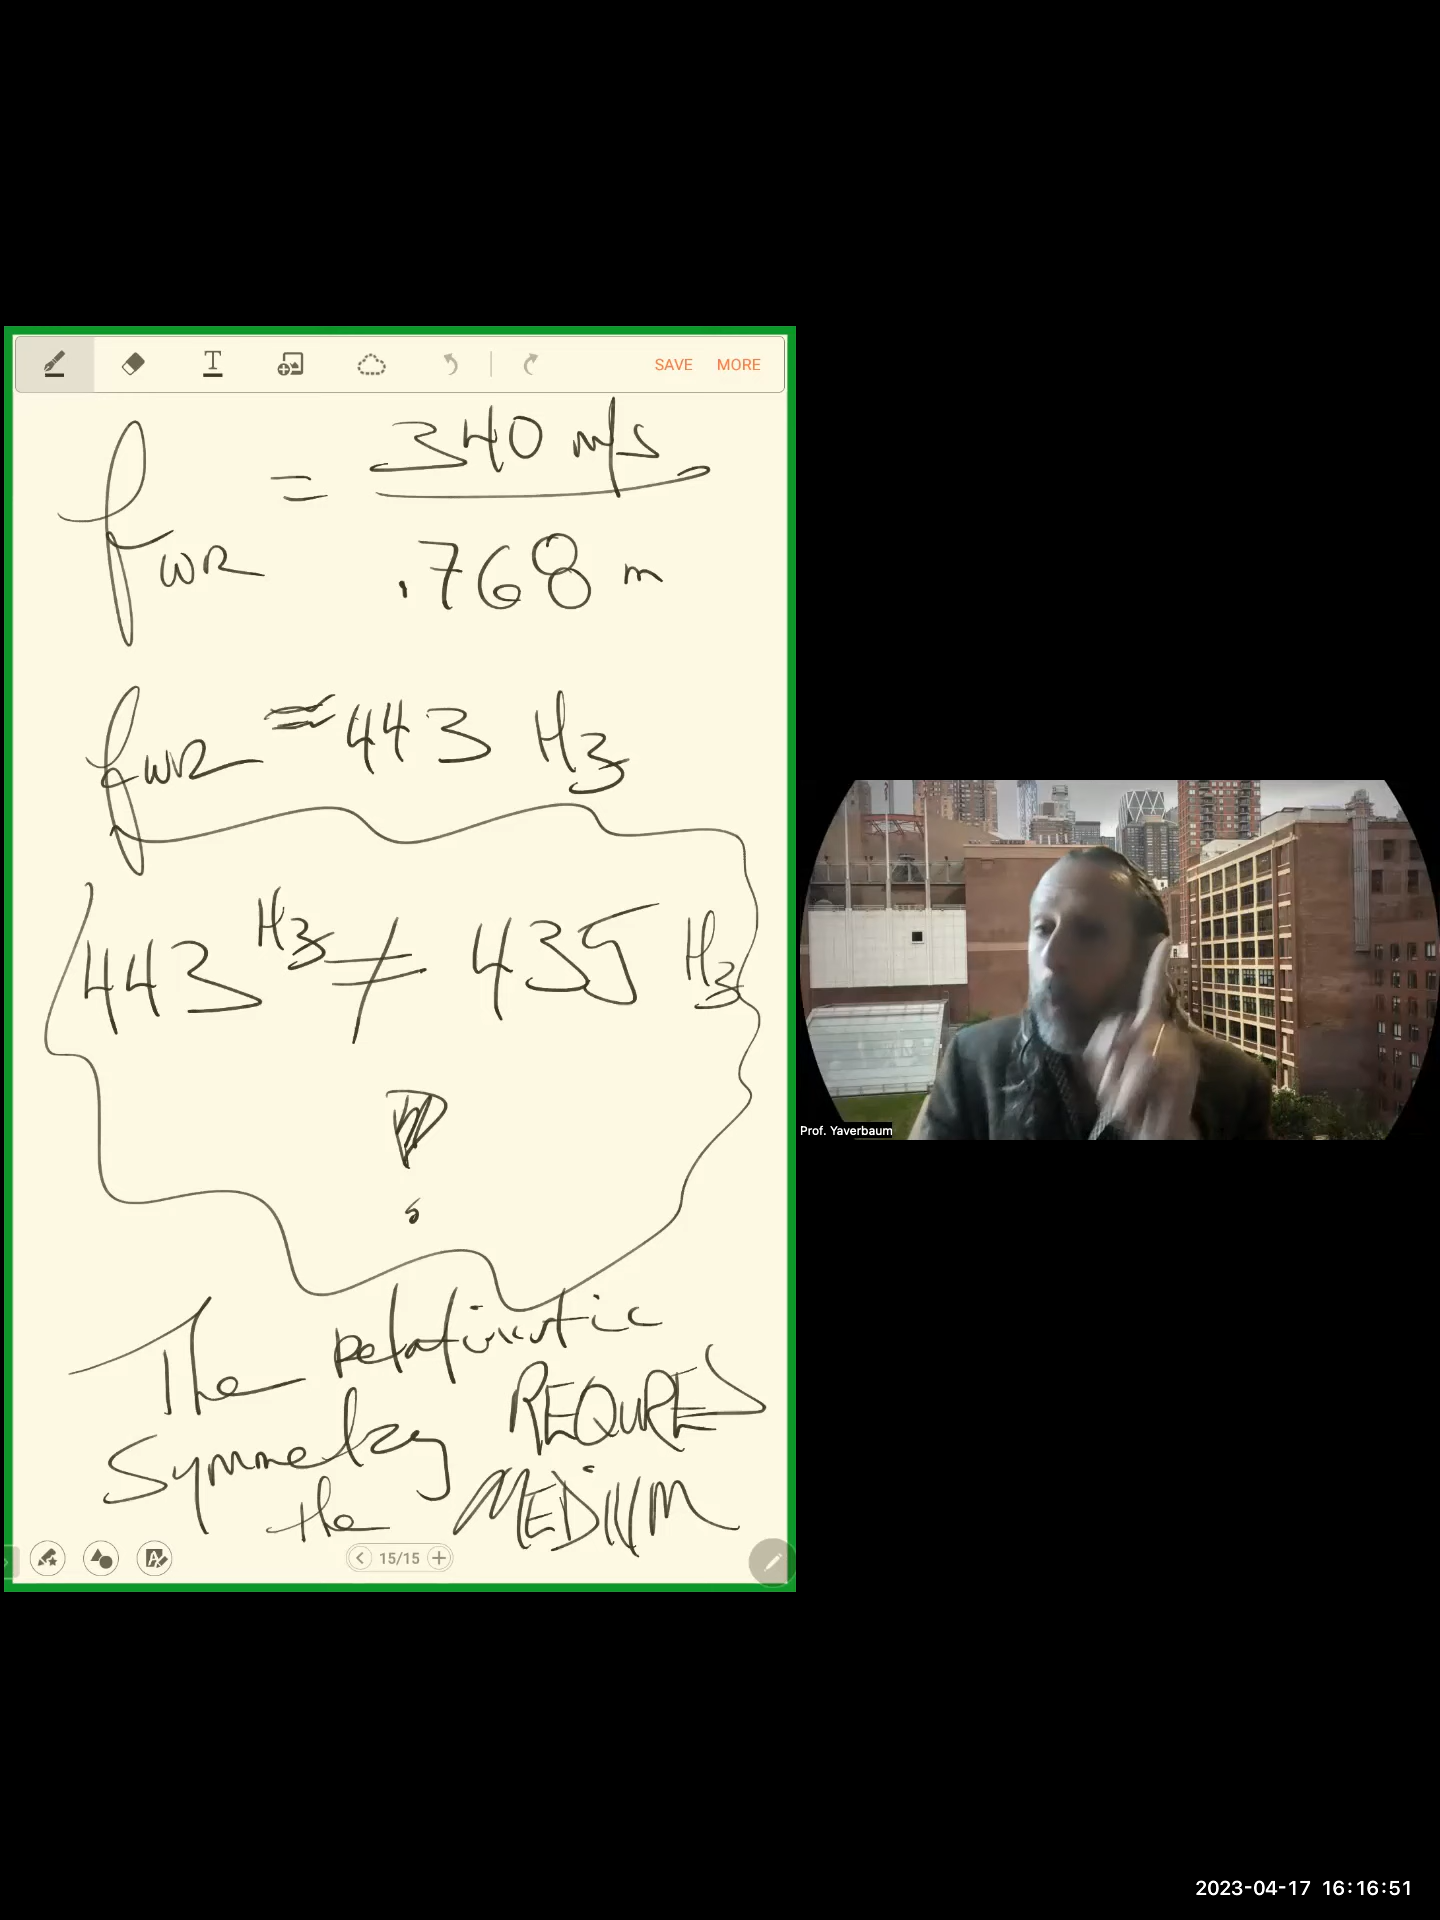 SAVE MORE
f_WR = 340 m/s / .768 m
f_WR ≈ 443 Hz
443 Hz ≠ 435 Hz
!
The relativistic
symmetry REQURES
the MEDIUM
15/15
Prof. Yaverbaum
2023-04-17 16:16:51